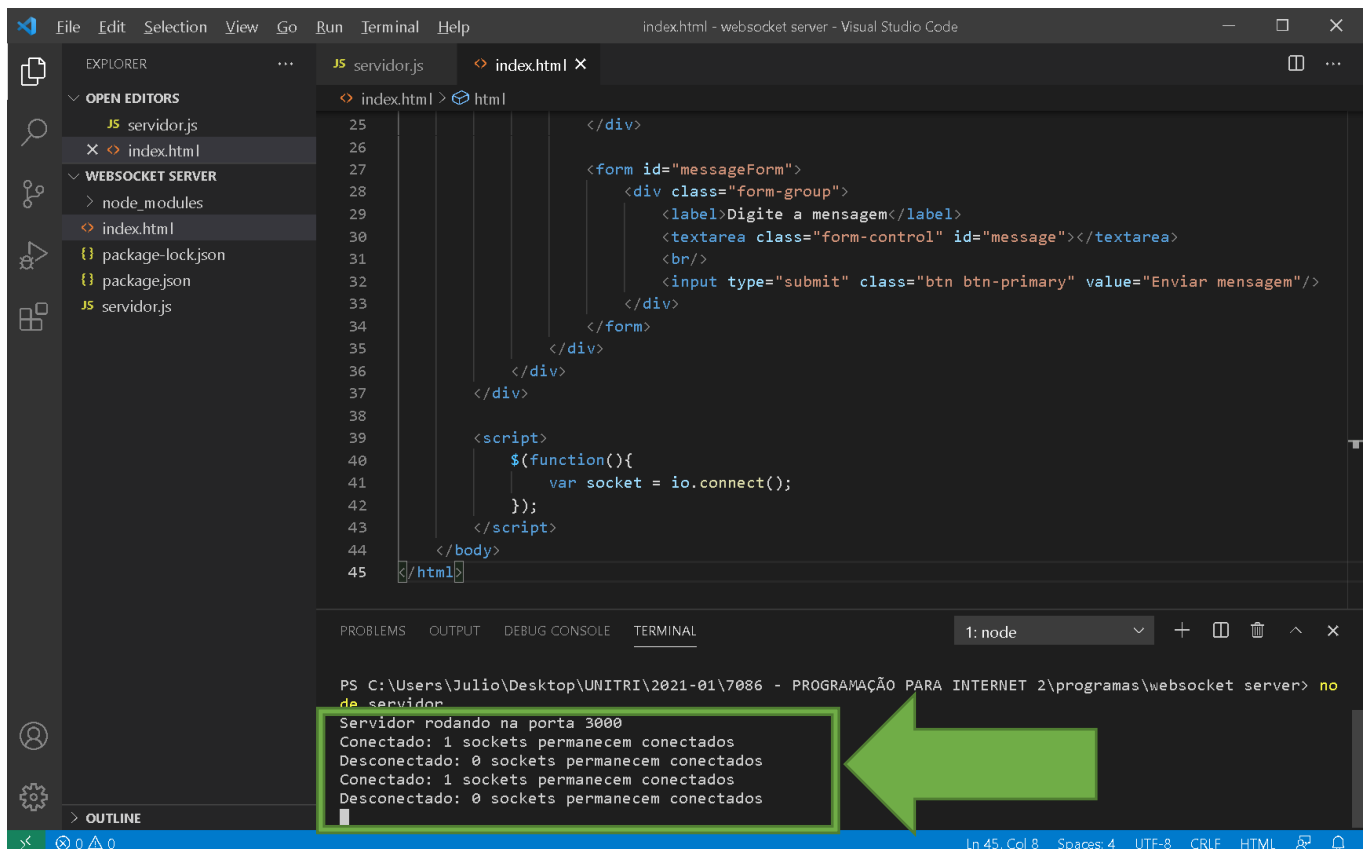 File Edit Selection View Go Run Terminal Help index.html - websocket server - Visual Studio Code
EXPLORER ···
OPEN EDITORS
JS servidor.js
index.html
WEBSOCKET SERVER
node_modules
index.html
{} package-lock.json
{} package.json
JS servidor.js
OUTLINE
JS servidor.js <> index.html
<> index.html > html
25 </div>
26
27 <form id="messageForm">
28 <div class="form-group">
29 <label>Digite a mensagem</label>
30 <textarea class="form-control" id="message"></textarea>
31 <br/>
32 <input type="submit" class="btn btn-primary" value="Enviar mensagem"/>
33 </div>
34 </form>
35 </div>
36 </div>
37 </div>
38
39 <script>
40 $(function(){
41 var socket = io.connect();
42 });
43 </script>
44 </body>
45 </html>
PROBLEMS OUTPUT DEBUG CONSOLE TERMINAL 1: node
PS C:\Users\Julio\Desktop\UNITRI\2021-01\7086 - PROGRAMAÇÃO PARA INTERNET 2\programas\websocket server> no
de servidor
Servidor rodando na porta 3000
Conectado: 1 sockets permanecem conectados
Desconectado: 0 sockets permanecem conectados
Conectado: 1 sockets permanecem conectados
Desconectado: 0 sockets permanecem conectados
0 0 Ln 45, Col 8 Spaces: 4 UTF-8 CRLF HTML